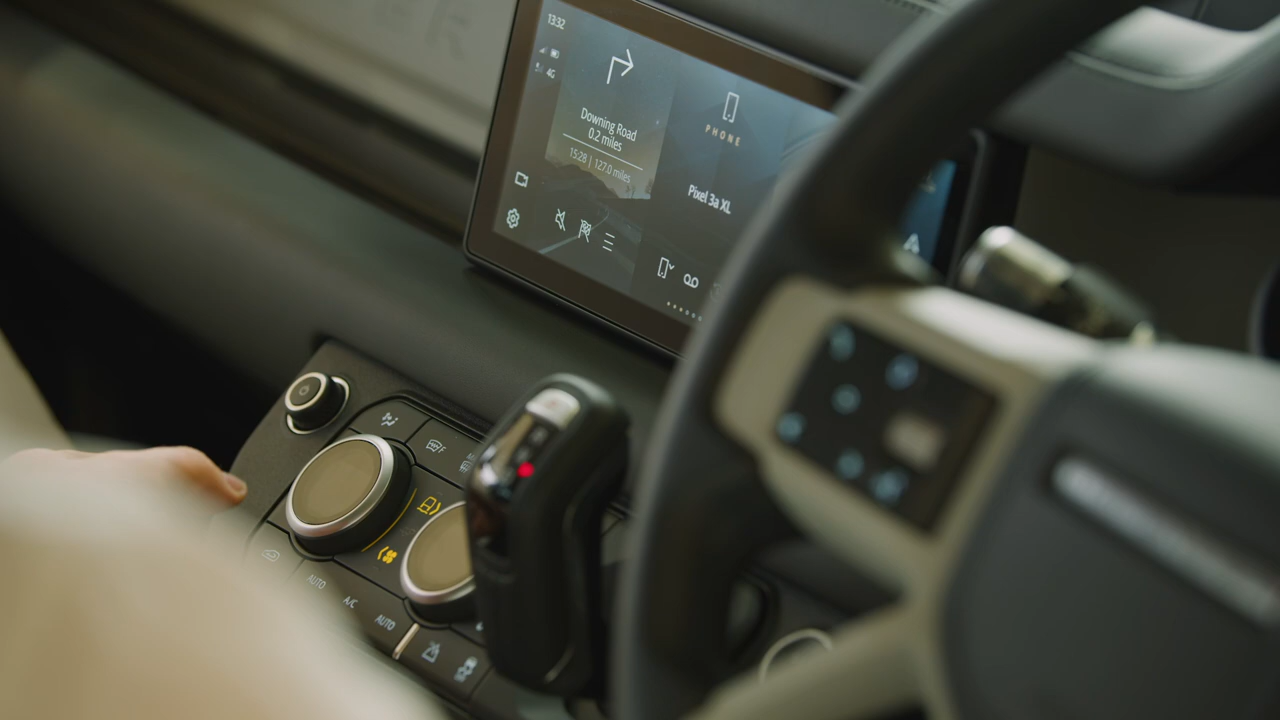 13:32
4G
Downing Road
0.2 miles
15:28 | 127.0 miles
PHONE
Pixel 3a XL
F
AUTO
A/C
AUTO